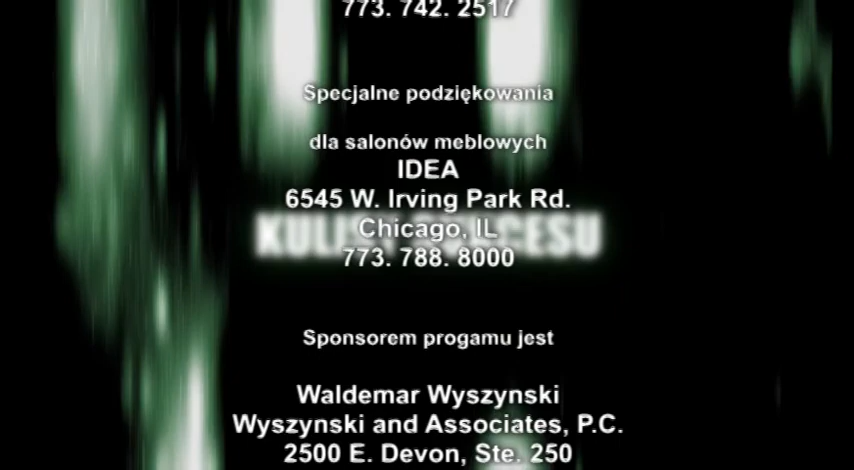 773. 742. 2517
Specjalne podziękowania
dla salonów meblowych
IDEA
6545 W. Irving Park Rd.
Chicago, IL
773. 788. 8000
Sponsorem progamu jest
Waldemar Wyszynski
Wyszynski and Associates, P.C.
2500 E. Devon, Ste. 250